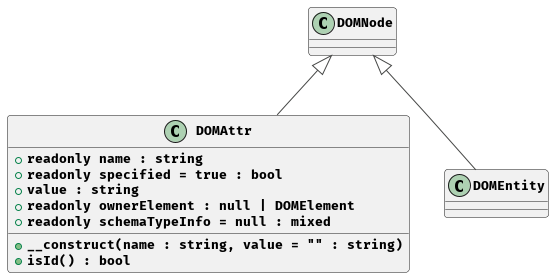 C DOMNode
C DOMAttr
readonly name : string
readonly specified = true : bool
value : string
readonly ownerElement : null | DOMElement
readonly schemaTypeInfo = null : mixed
__construct(name : string, value = "" : string)
isId() : bool
C DOMEntity